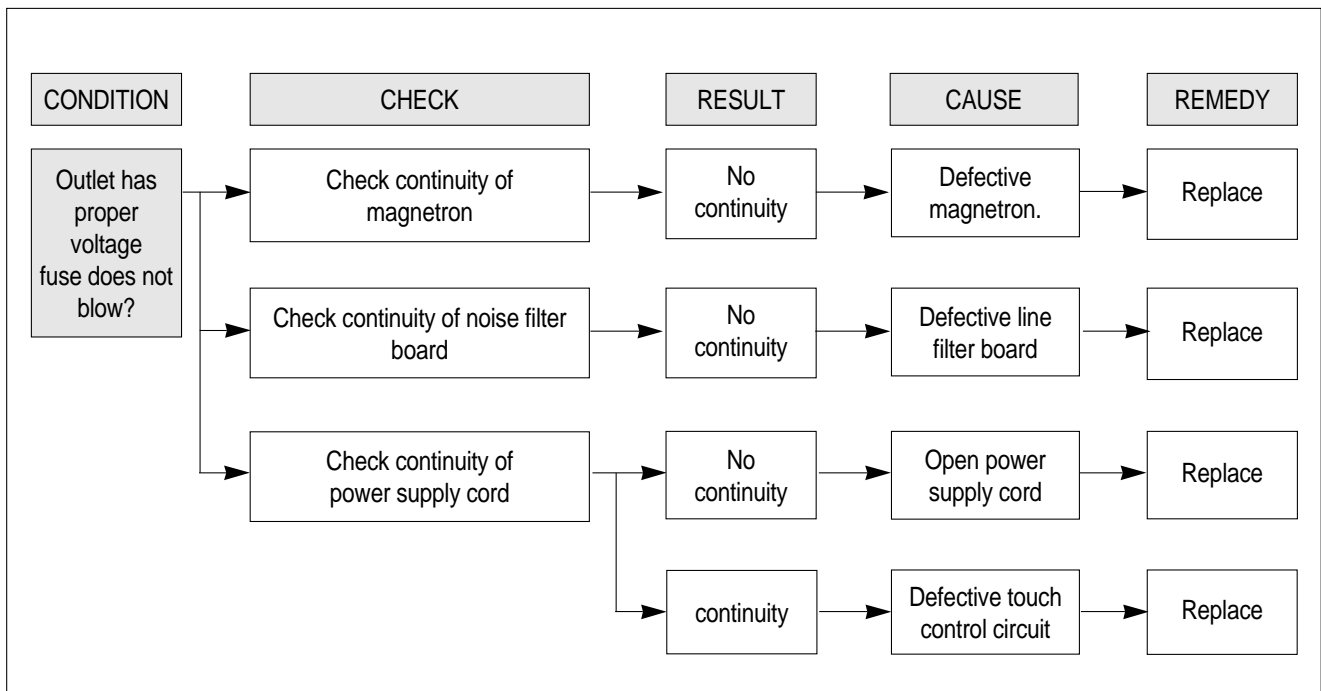 CONDITION
CHECK
RESULT
CAUSE
REMEDY
Outlet has
proper
voltage
fuse does not
blow?
Check continuity of
magnetron
No
continuity
Defective
magnetron.
Replace
Check continuity of noise filter
board
No
continuity
Defective line
filter board
Replace
Check continuity of
power supply cord
No
continuity
Open power
supply cord
Replace
continuity
Defective touch
control circuit
Replace